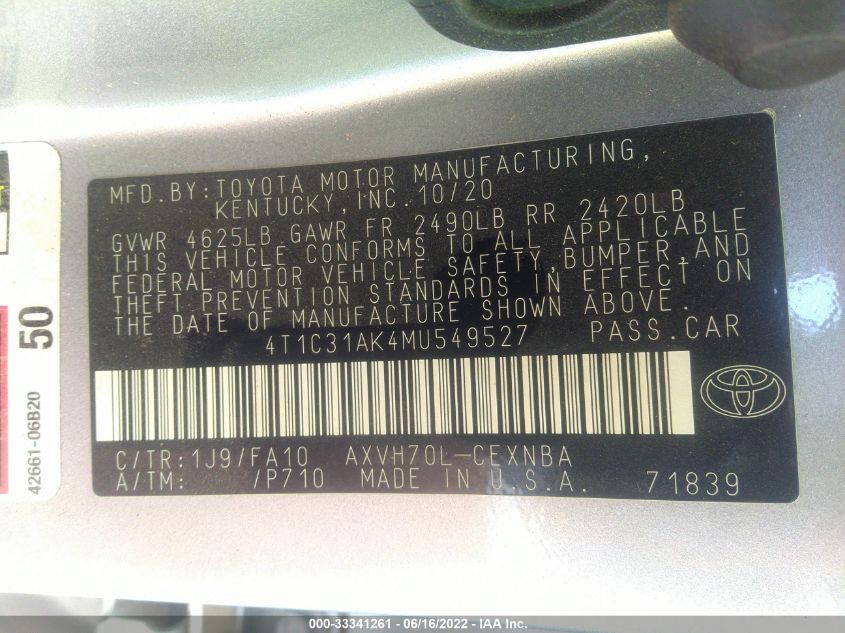 MFD.BY:TOYOTA MOTOR MANUFACTURING,
KENTUCKY,INC.10/20
GVWR 4625LB GAWR FR 2490LB RR 2420LB
THIS VEHICLE CONFORMS TO ALL APPLICABLE
FEDERAL MOTOR VEHICLE SAFETY,BUMPER,AND
THEFT PREVENTION STANDARDS IN EFFECT ON
THE DATE OF MANUFACTURE SHOWN ABOVE.
4T1C31AK4MU549527 PASS.CAR
C/TR:1J9/FA10 AXVH70L-CEXNBA
A/TM: /P710 MADE IN U.S.A. 71839
50
42661-06B20
000-33341261 - 06/16/2022 - IAA Inc.